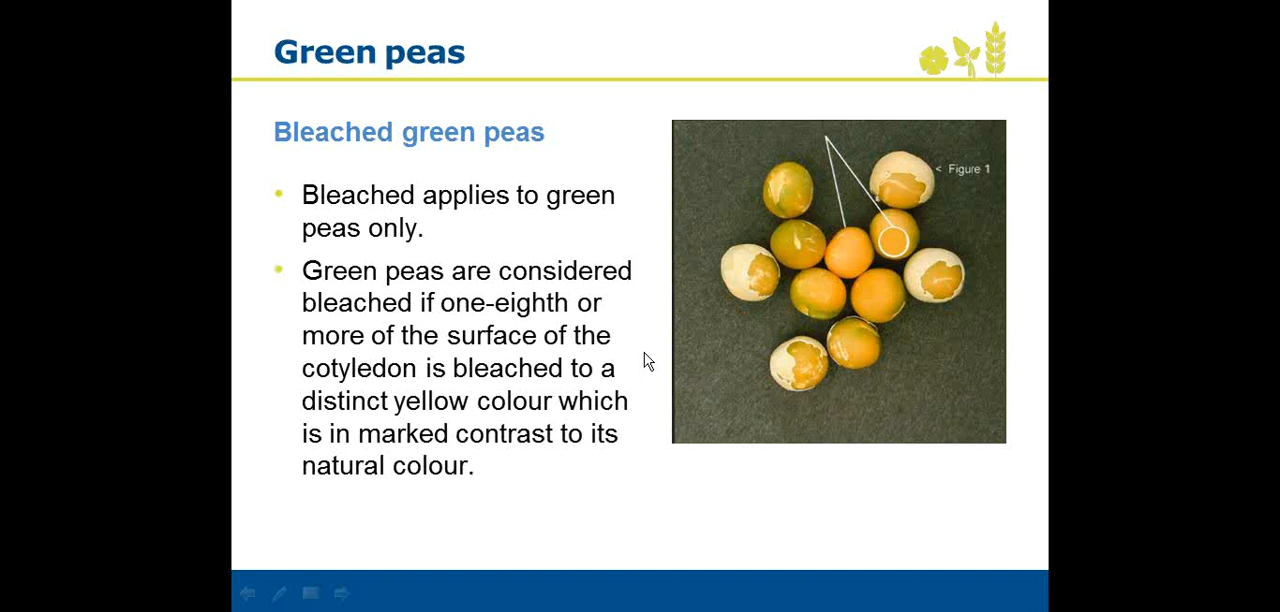 Green peas
Bleached green peas
• Bleached applies to green
peas only.
• Green peas are considered
bleached if one-eighth or
more of the surface of the
cotyledon is bleached to a
distinct yellow colour which
is in marked contrast to its
natural colour.
< Figure 1